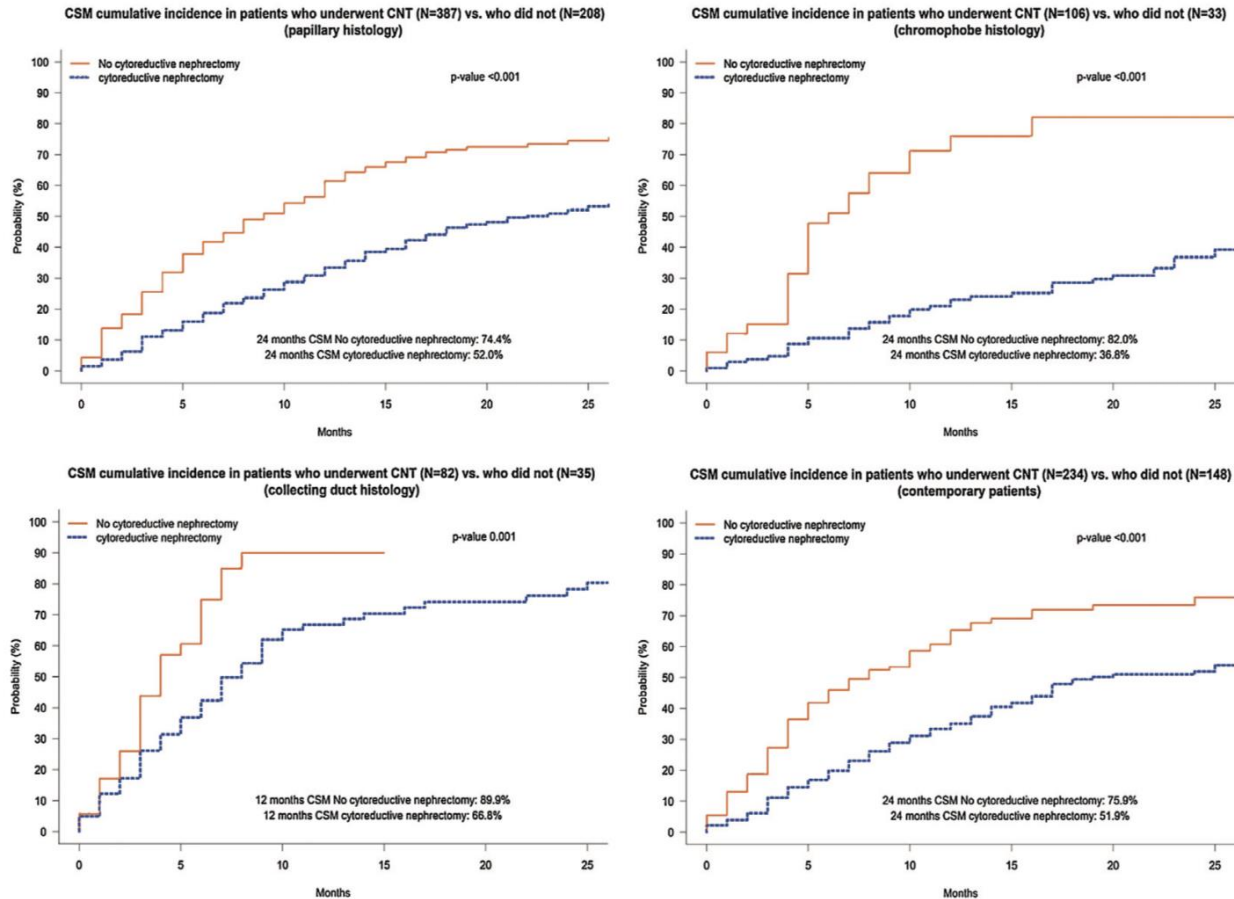 CSM cumulative incidence in patients who underwent CNT (N=387) vs. who did not (N=208)
(papillary histology)
100
90
80
70
60
50
40
30
20
10
0
Probability (%)
No cytoreductive nephrectomy
cytoreductive nephrectomy
p-value <0.001
24 months CSM No cytoreductive nephrectomy: 74.4%
24 months CSM cytoreductive nephrectomy: 52.0%
0 5 10 15 20 25
Months
CSM cumulative incidence in patients who underwent CNT (N=106) vs. who did not (N=33)
(chromophobe histology)
100
90
80
70
60
50
40
30
20
10
0
Probability (%)
No cytoreductive nephrectomy
cytoreductive nephrectomy
p-value <0.001
24 months CSM No cytoreductive nephrectomy: 82.0%
24 months CSM cytoreductive nephrectomy: 36.8%
0 5 10 15 20 25
Months
CSM cumulative incidence in patients who underwent CNT (N=82) vs. who did not (N=35)
(collecting duct histology)
100
90
80
70
60
50
40
30
20
10
0
Probability (%)
No cytoreductive nephrectomy
cytoreductive nephrectomy
p-value 0.001
12 months CSM No cytoreductive nephrectomy: 89.9%
12 months CSM cytoreductive nephrectomy: 66.8%
0 5 10 15 20 25
Months
CSM cumulative incidence in patients who underwent CNT (N=234) vs. who did not (N=148)
(contemporary patients)
100
90
80
70
60
50
40
30
20
10
0
Probability (%)
No cytoreductive nephrectomy
cytoreductive nephrectomy
p-value <0.001
24 months CSM No cytoreductive nephrectomy: 75.9%
24 months CSM cytoreductive nephrectomy: 51.9%
0 5 10 15 20 25
Months